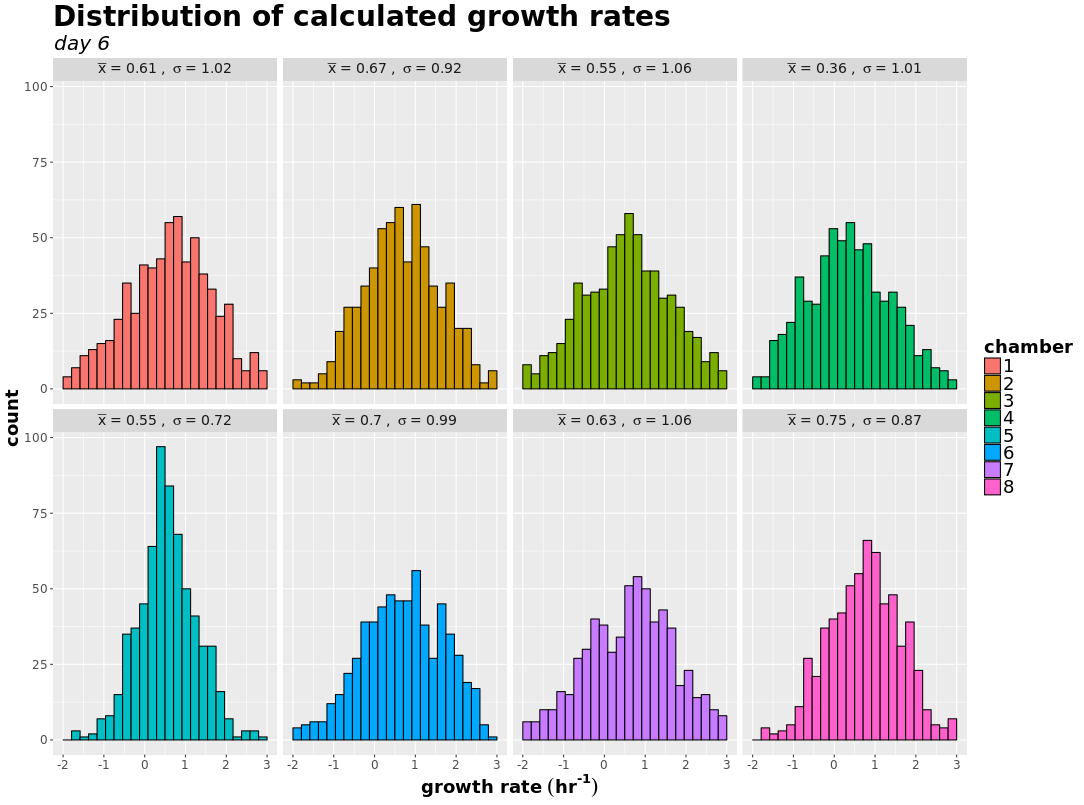 Distribution of calculated growth rates
day 6
x̅ = 0.61 , σ = 1.02
x̅ = 0.67 , σ = 0.92
x̅ = 0.55 , σ = 1.06
x̅ = 0.36 , σ = 1.01
100
75
50
25
0
x̅ = 0.55 , σ = 0.72
x̅ = 0.7 , σ = 0.99
x̅ = 0.63 , σ = 1.06
x̅ = 0.75 , σ = 0.87
100
75
50
25
0
-2 -1 0 1 2 3
-2 -1 0 1 2 3
-2 -1 0 1 2 3
-2 -1 0 1 2 3
count
growth rate (hr⁻¹)
chamber
1
2
3
4
5
6
7
8